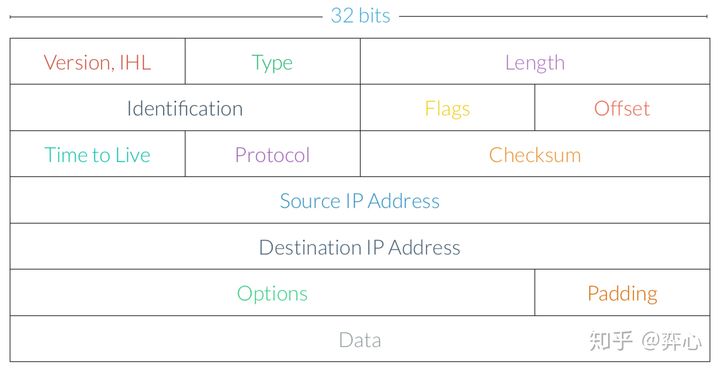 32 bits
Version, IHL Type Length
Identification Flags Offset
Time to Live Protocol Checksum
Source IP Address
Destination IP Address
Options Padding
Data
知乎 @弈心